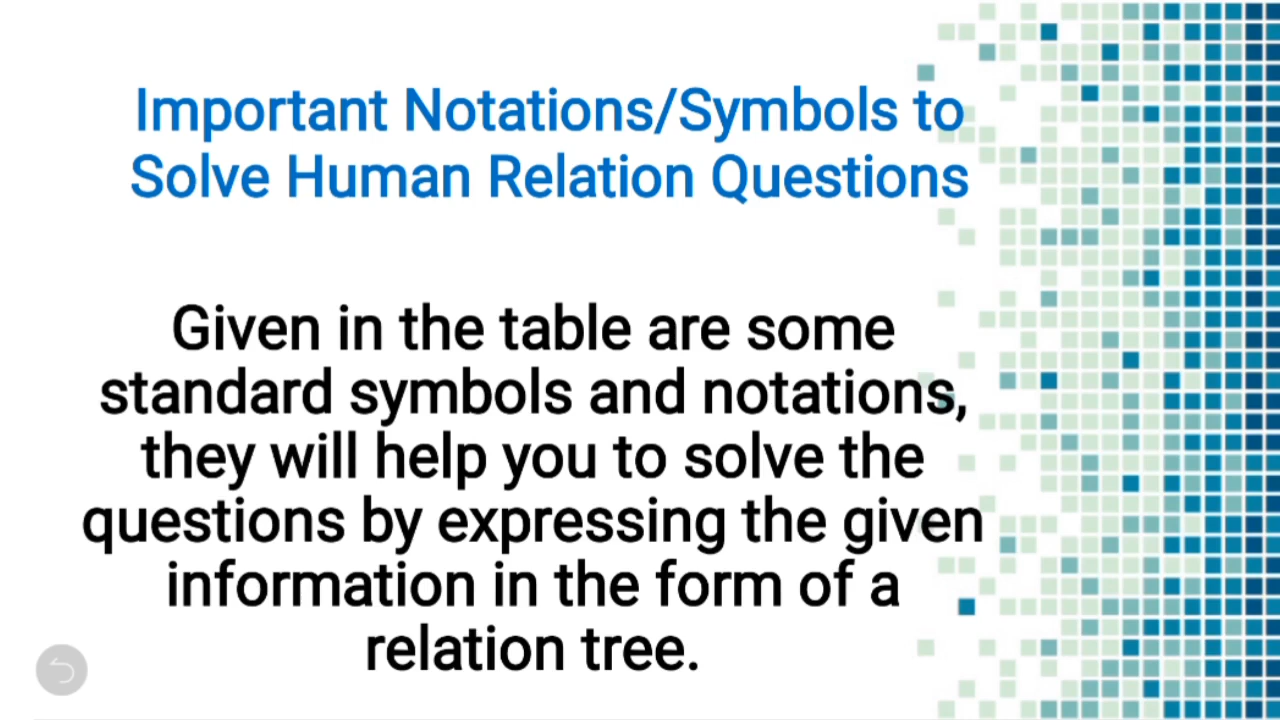 Important Notations/Symbols to
Solve Human Relation Questions
Given in the table are some
standard symbols and notations,
they will help you to solve the
questions by expressing the given
information in the form of a
relation tree.